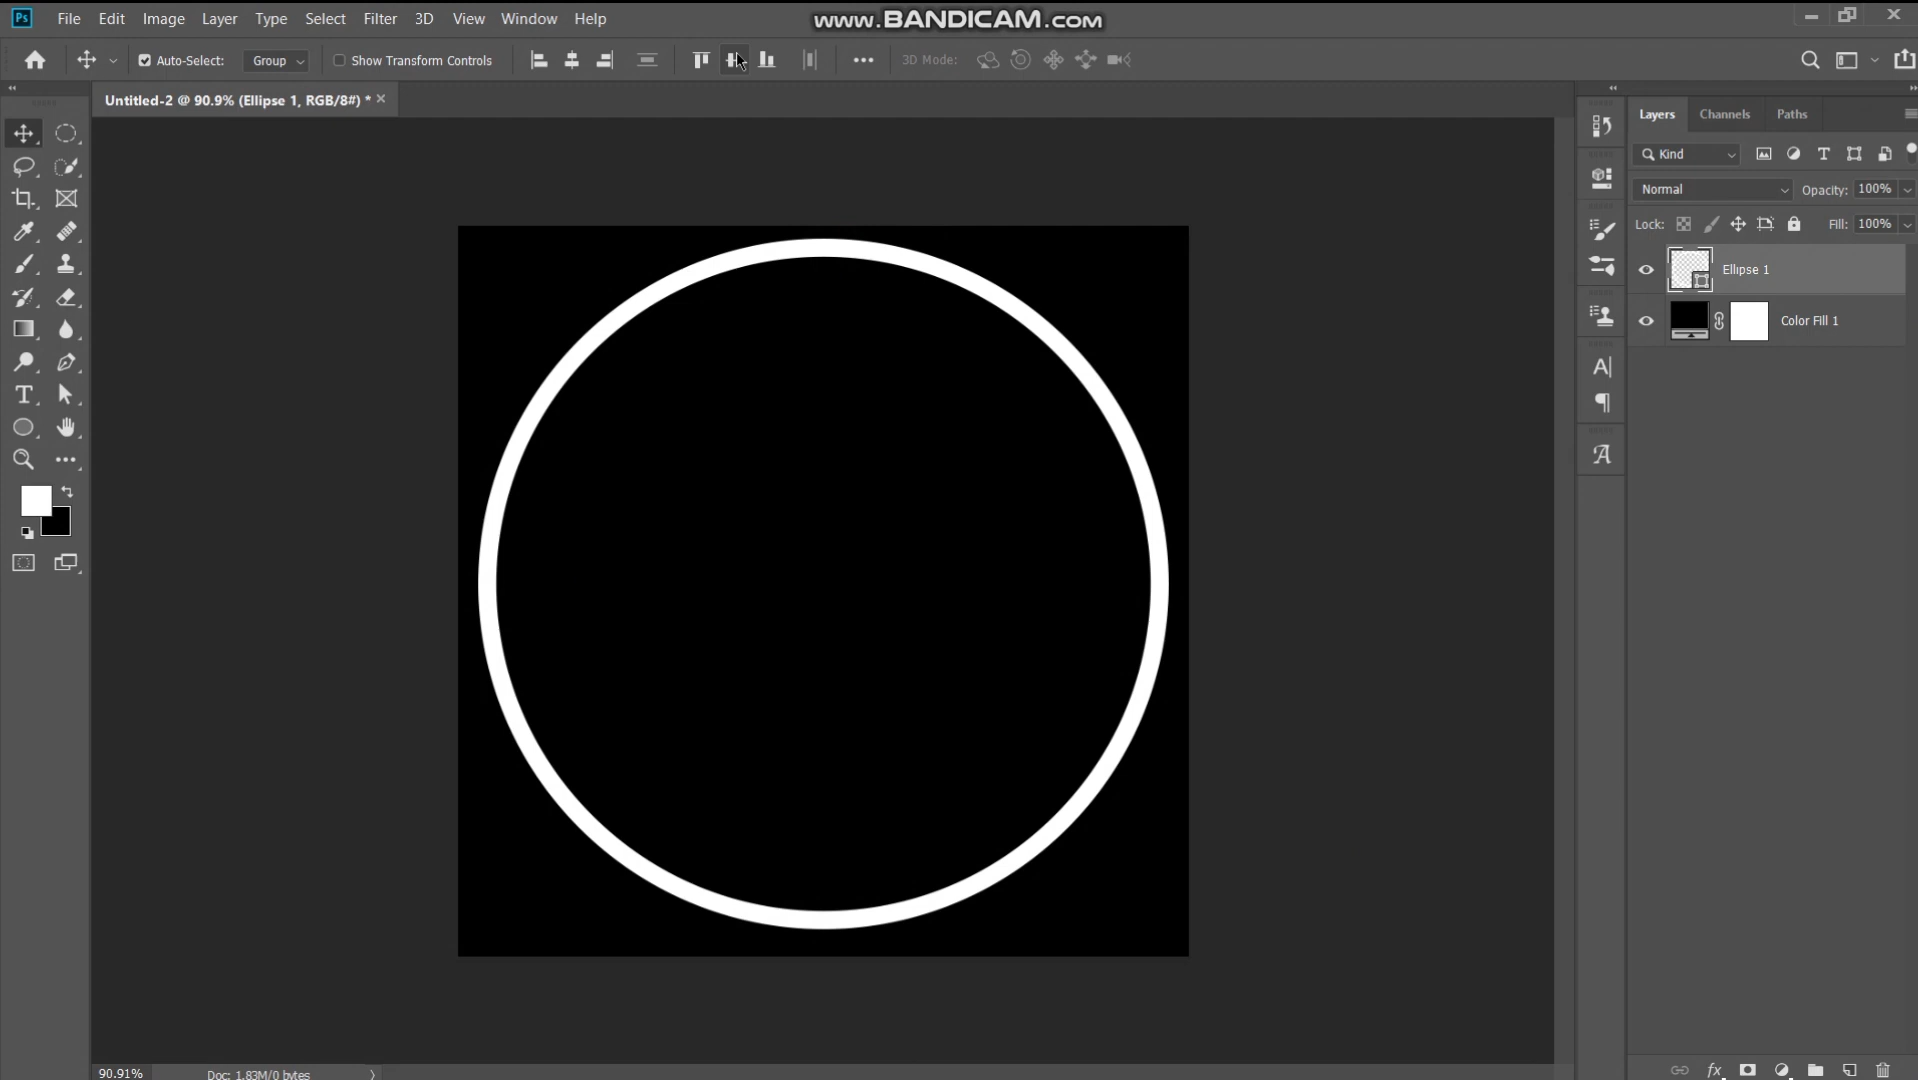 Ps File Edit Image Layer Type Select Filter 3D View Window Help www.BANDICAM.com
Auto-Select: Group Show Transform Controls 3D Mode:
Untitled-2 @ 90.9% (Ellipse 1, RGB/8#) *
Layers Channels Paths
Kind
Normal Opacity: 100%
Lock: Fill: 100%
Ellipse 1
Color Fill 1
90.91% Doc: 1.83M/0 bytes